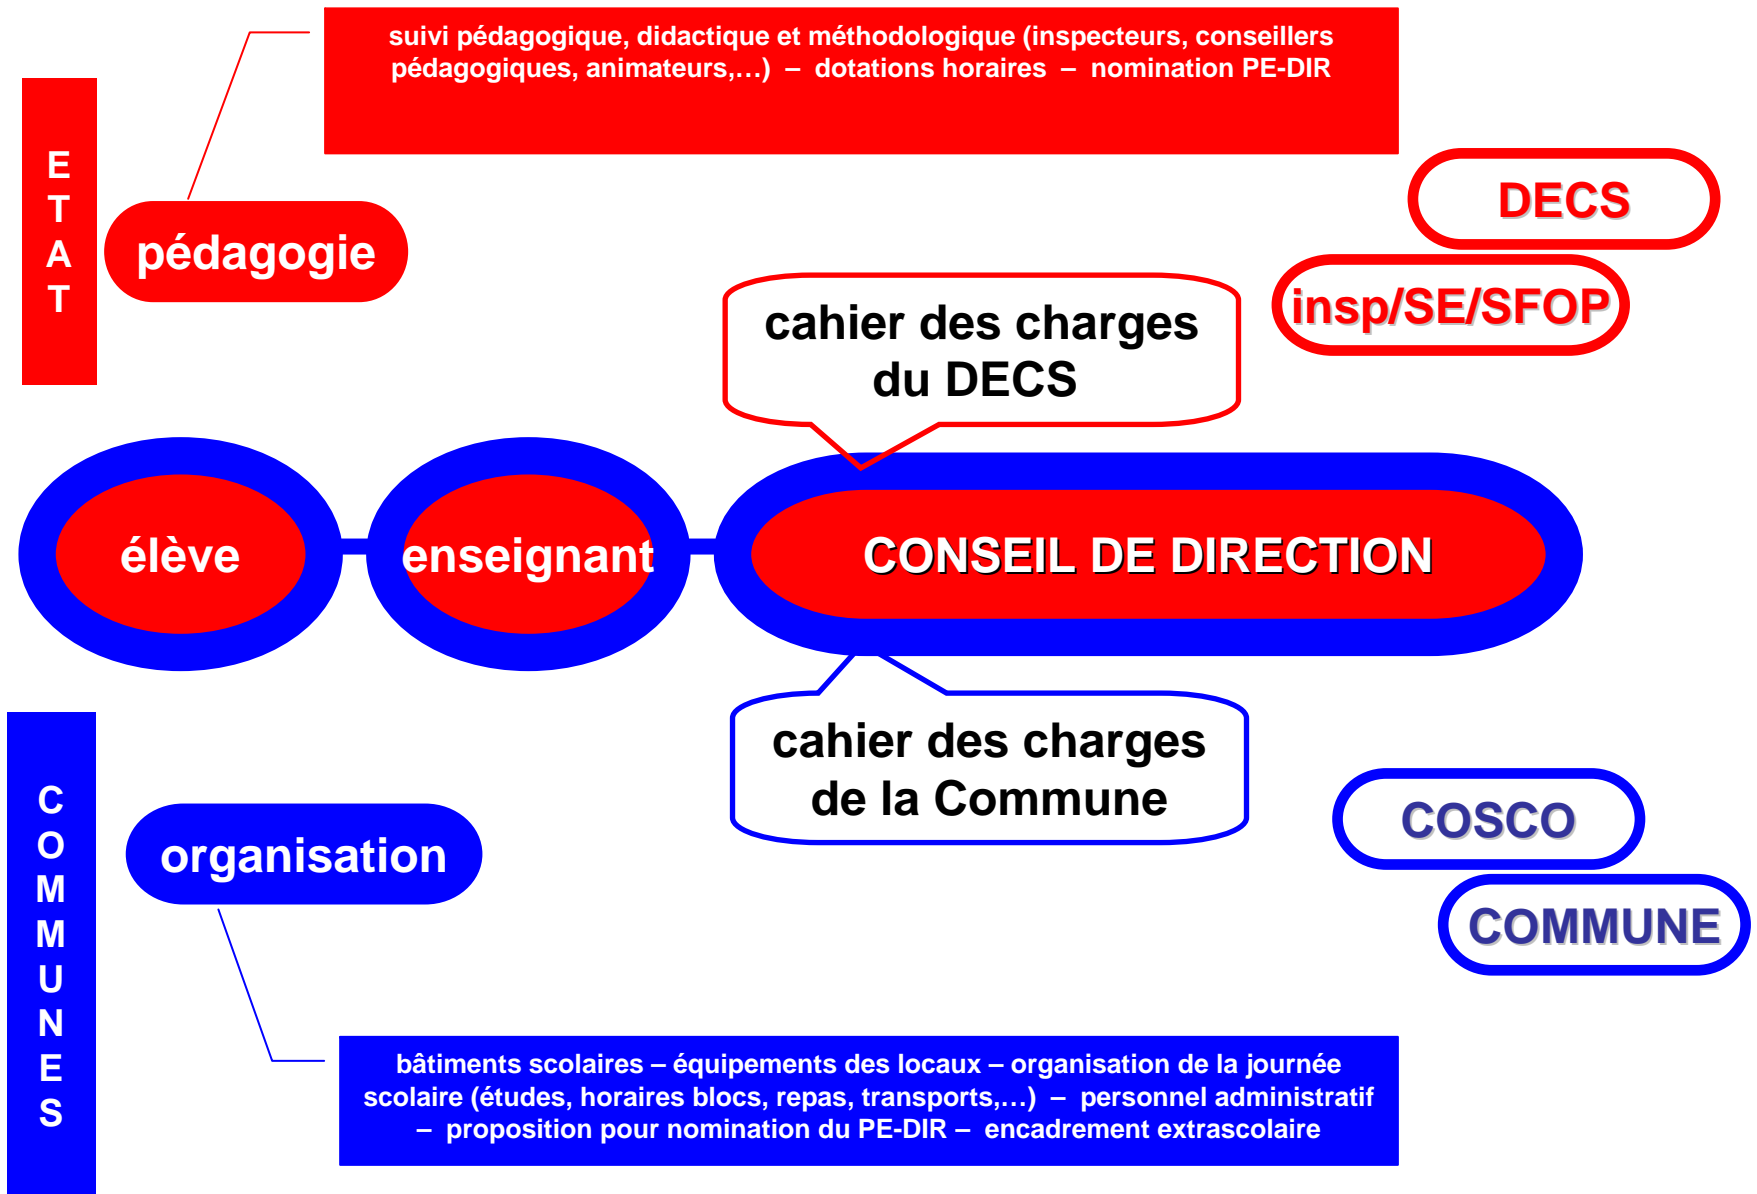 suivi pédagogique, didactique et méthodologique (inspecteurs, conseillers
pédagogiques, animateurs,…) – dotations horaires – nomination PE-DIR
E
T
A
T
pédagogie
DECS
insp/SE/SFOP
cahier des charges
du DECS
élève
enseignant
CONSEIL DE DIRECTION
cahier des charges
de la Commune
C
O
M
M
U
N
E
S
organisation
COSCO
COMMUNE
bâtiments scolaires – équipements des locaux – organisation de la journée
scolaire (études, horaires blocs, repas, transports,…) – personnel administratif
– proposition pour nomination du PE-DIR – encadrement extrascolaire